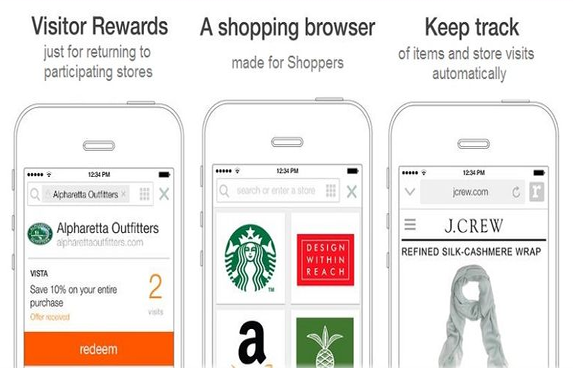 Visitor Rewards
just for returning to
participating stores
12:34 PM
Alpharetta Outfitters
Alpharetta Outfitters
alpharettaoutfitters.com
VISTA
Save 10% on your entire
purchase
Offer received
2
visits
redeem
A shopping browser
made for Shoppers
12:34 PM
search or enter a store
TM
DESIGN
WITHIN
REACH
a
Keep track
of items and store visits
automatically
12:34 PM
jcrew.com
r
J.CREW
REFINED SILK-CASHMERE WRAP